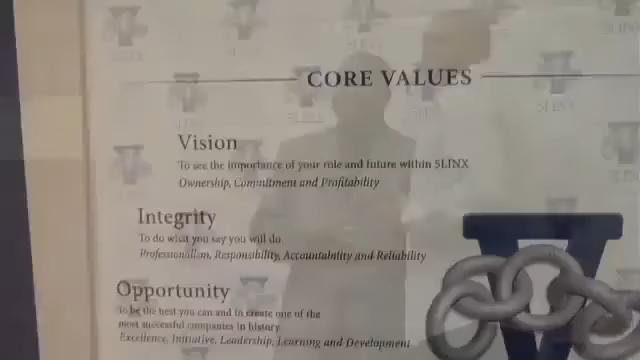 CORE VALUES
Vision
To see the importance of your role and future within 5LINX
Ownership, Commitment and Profitability
Integrity
To do what you say you will do
Professionalism, Responsibility, Accountability and Reliability
Opportunity
To be the best you can and to create one of the
most successful companies in history
Excellence, Initiative, Leadership, Learning and Development